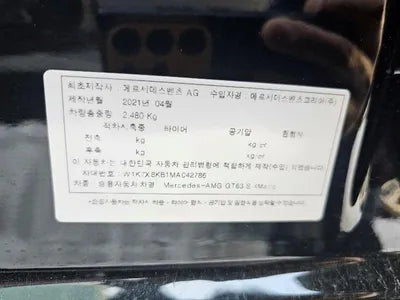 최초제작사 : 메르세데스벤츠 AG 수입자명 : 메르세데스벤츠코리아(주)
제작년월 2021년 04월
차량총중량 2,480 Kg
적차시축중 타이어 공기압 휠림
전축 kg kg/㎠
후축 kg kg/㎠
이 자동차는 대한민국 자동차 관리법령에 적합하게 제작(수입) 되었습니다
차대번호 : W1K7X8KB1MA042786
차종 : 승용자동차 차명 : Mercedes-AMG GT63 S